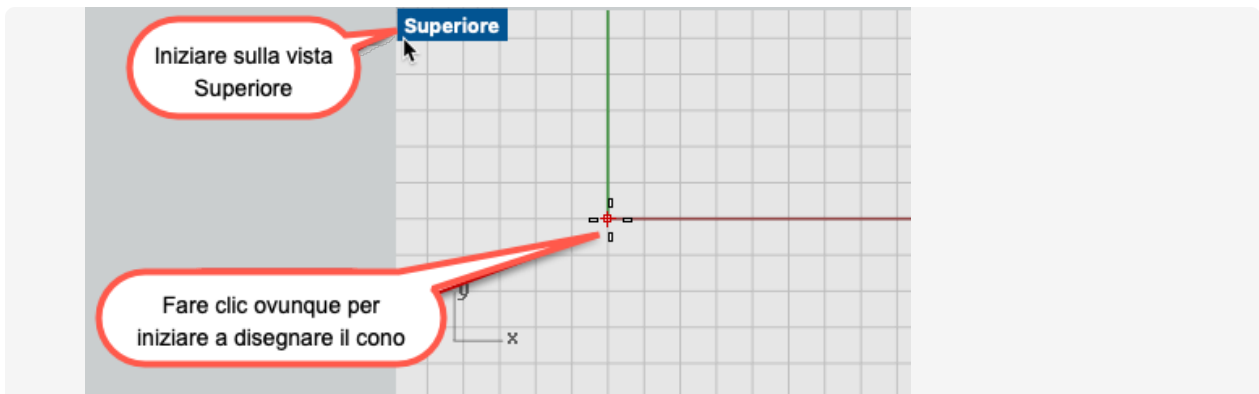 Superiore
Iniziare sulla vista
Superiore
Fare clic ovunque per
iniziare a disegnare il cono
y
x